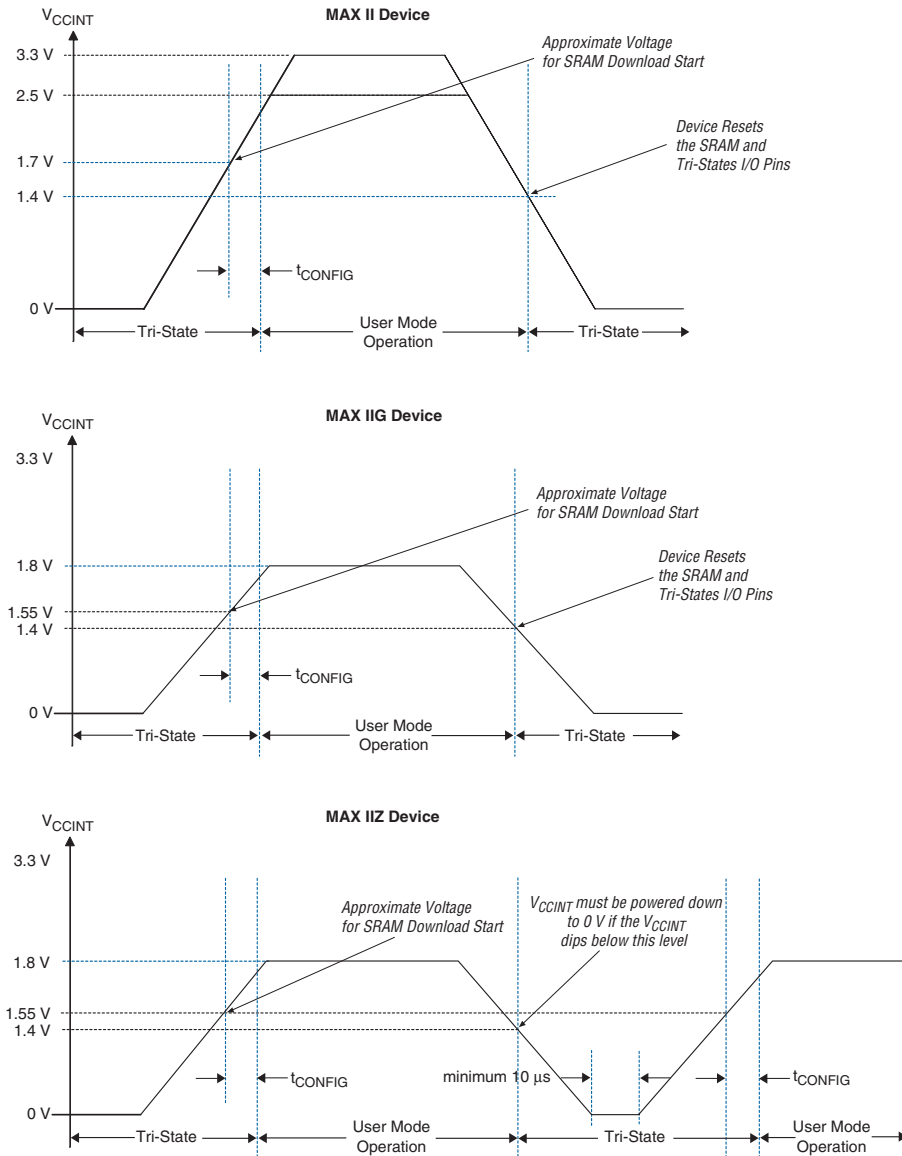 MAX II Device
VCCINT
3.3 V
Approximate Voltage
for SRAM Download Start
2.5 V
Device Resets
the SRAM and
Tri-States I/O Pins
1.7 V
1.4 V
tCONFIG
0 V
Tri-State
User Mode
Operation
Tri-State
MAX IIG Device
VCCINT
3.3 V
Approximate Voltage
for SRAM Download Start
Device Resets
the SRAM and
Tri-States I/O Pins
1.8 V
1.55 V
1.4 V
tCONFIG
0 V
Tri-State
User Mode
Operation
Tri-State
MAX IIZ Device
VCCINT
3.3 V
Approximate Voltage
for SRAM Download Start
VCCINT must be powered down
to 0 V if the VCCINT
dips below this level
1.8 V
1.55 V
1.4 V
tCONFIG
minimum 10 µs
tCONFIG
0 V
Tri-State
User Mode
Operation
Tri-State
User Mode
Operation